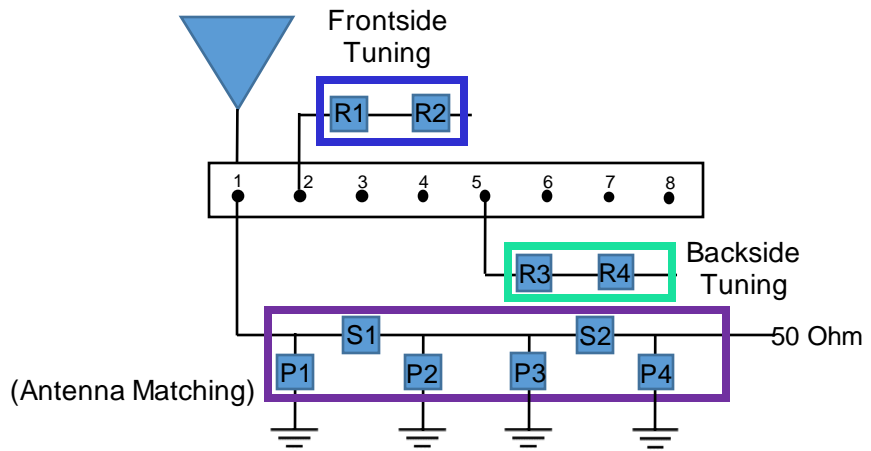 Frontside
Tuning
R1 R2
1 2 3 4 5 6 7 8
R3 R4
Backside
Tuning
S1 S2
50 Ohm
P1 P2 P3 P4
(Antenna Matching)